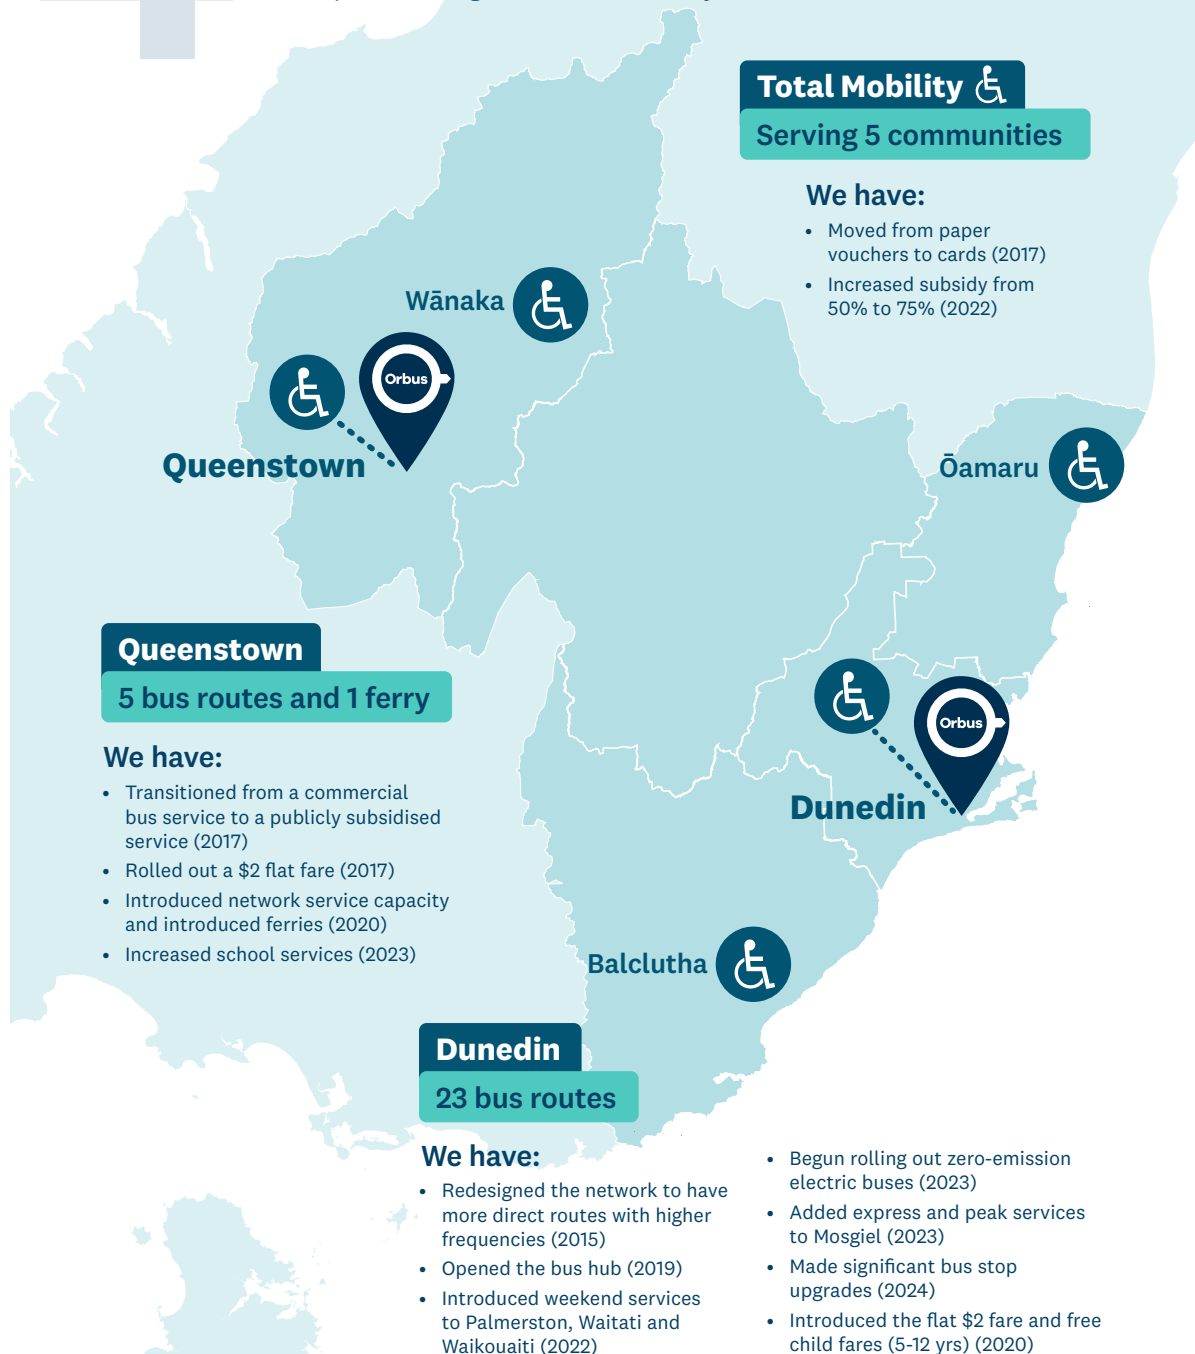 Total Mobility
Serving 5 communities
We have:
• Moved from paper
vouchers to cards (2017)
• Increased subsidy from
50% to 75% (2022)
Wānaka
Orbus
Queenstown
Ōamaru
Queenstown
5 bus routes and 1 ferry
We have:
• Transitioned from a commercial
bus service to a publicly subsidised
service (2017)
• Rolled out a $2 flat fare (2017)
• Introduced network service capacity
and introduced ferries (2020)
• Increased school services (2023)
Orbus
Dunedin
Balclutha
Dunedin
23 bus routes
We have:
• Redesigned the network to have
more direct routes with higher
frequencies (2015)
• Opened the bus hub (2019)
• Introduced weekend services
to Palmerston, Waitati and
Waikouaiti (2022)
• Begun rolling out zero-emission
electric buses (2023)
• Added express and peak services
to Mosgiel (2023)
• Made significant bus stop
upgrades (2024)
• Introduced the flat $2 fare and free
child fares (5-12 yrs) (2020)